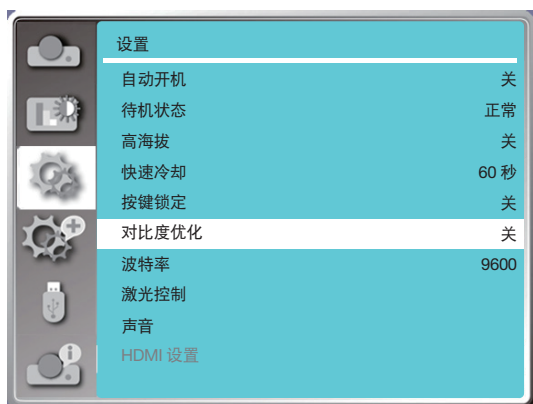 设置
自动开机 关
待机状态 正常
高海拔 关
快速冷却 60 秒
按键锁定 关
对比度优化 关
波特率 9600
激光控制
声音
HDMI 设置